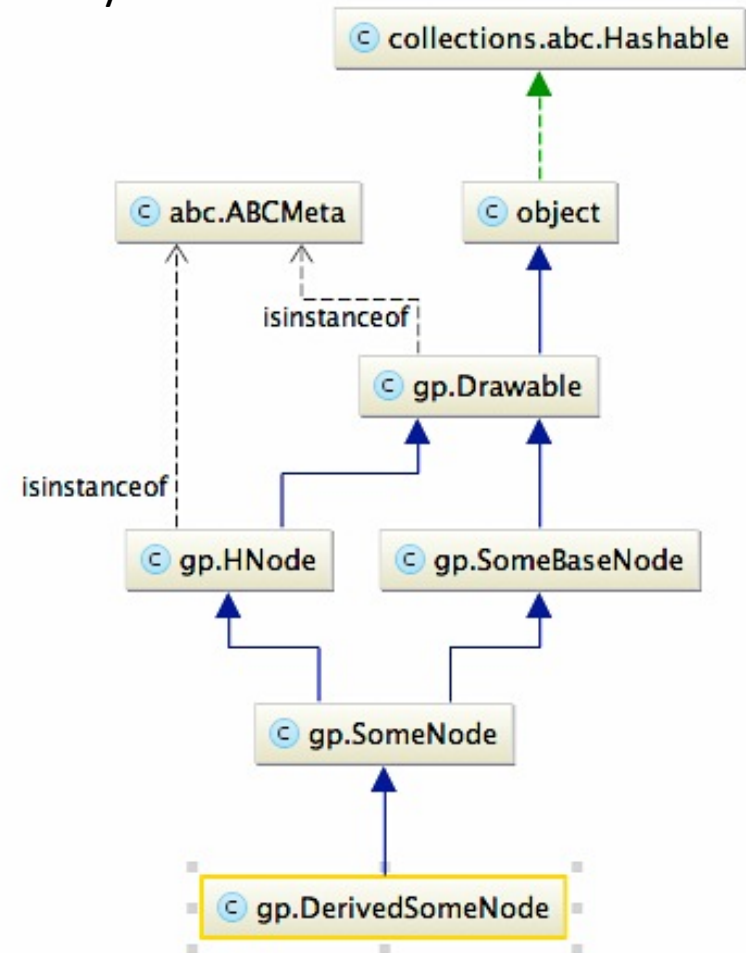 C collections.abc.Hashable
C abc.ABCMeta
C object
isinstanceof
C gp.Drawable
isinstanceof
C gp.HNode
C gp.SomeBaseNode
C gp.SomeNode
C gp.DerivedSomeNode